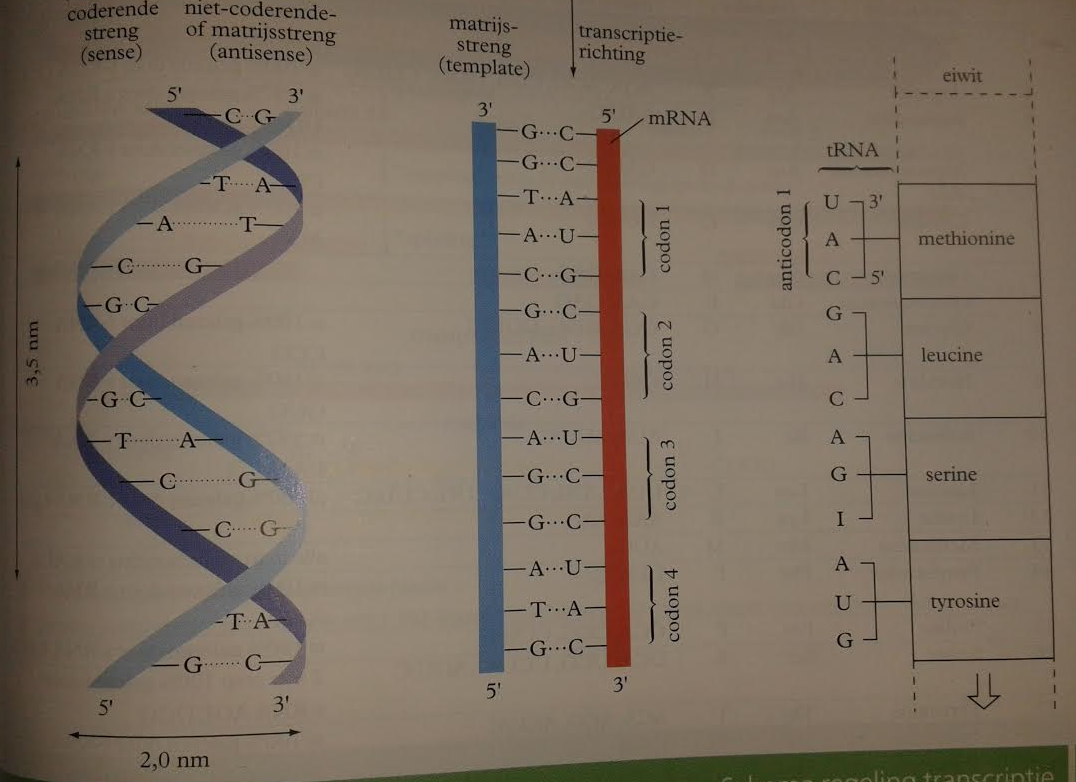 coderende
streng
(sense)
niet-coderende-
of matrijsstreng
(antisense)
5'
3'
C G
T A
A T
C G
G C
G C
T A
C G
C G
T A
G C
5'
3'
3,5 nm
2,0 nm
matrijs-
streng
(template)
transcriptie-
richting
3'
5'
mRNA
G C
G C
T A
A U
C G
G C
A U
C G
A U
G C
G C
A U
T A
G C
5'
3'
codon 1
codon 2
codon 3
codon 4
tRNA
anticodon 1
U 3'
A
C 5'
G
A
C
A
G
I
A
U
G
eiwit
methionine
leucine
serine
tyrosine
regeling transcriptie